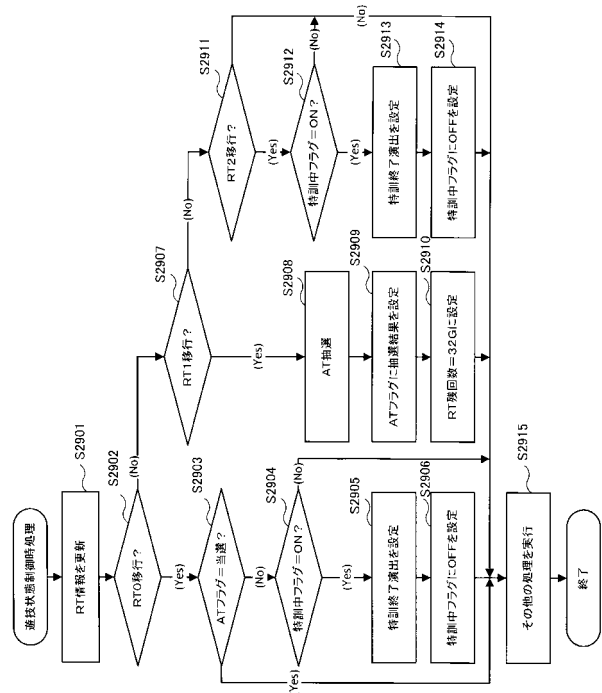 遊技状態制御時処理
S2901
RT情報を更新
S2902
RT0移行？
(No)
(Yes)
S2903
ATフラグ＝当選？
Yes
(No)
S2904
特訓中フラグ＝ON？
(No)
(Yes)
S2905
特訓終了演出を設定
S2906
特訓中フラグにOFFを設定
S2907
RT1移行？
(No)
(Yes)
S2908
AT抽選
S2909
ATフラグに抽選結果を設定
S2910
RT残回数＝32Gに設定
S2911
RT2移行？
(No)
(Yes)
S2912
特訓中フラグ＝ON？
(No)
(Yes)
S2913
特訓終了演出を設定
S2914
特訓中フラグにOFFを設定
S2915
その他の処理を実行
終了